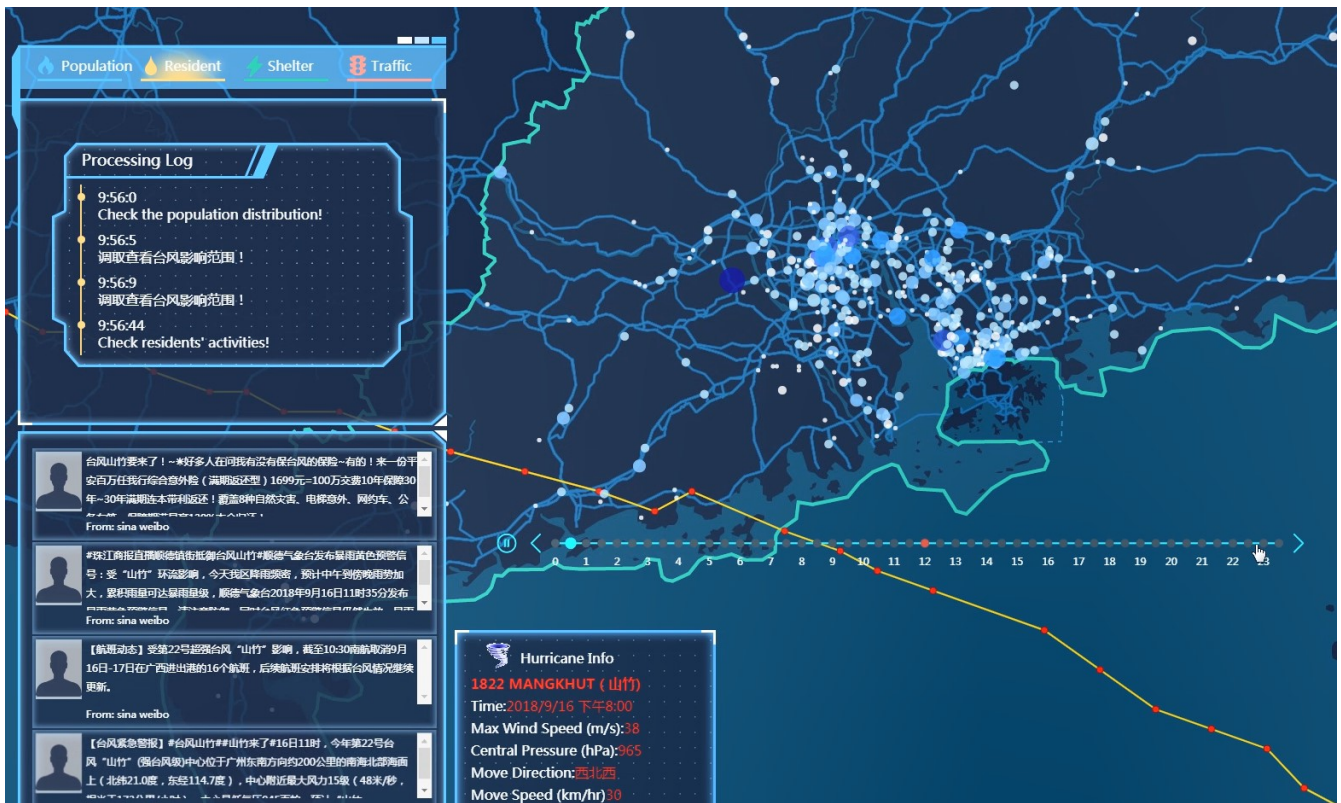 Population Resident Shelter Traffic
Processing Log
9:56:0
Check the population distribution!
9:56:5
调取查看台风影响范围！
9:56:9
调取查看台风影响范围！
9:56:44
Check residents' activities!
台风山竹要来了！~☀好多人在问我有没有保台风的保险~有的！来一份平
安百万任我行综合意外险（满期返还型）1699元=100万交费10年保障30
年~30年满期连本带利返还！覆盖8种自然灾害、电梯意外、网约车、公
From: sina weibo
#珠江商报直播顺德镇街抵御台风山竹#顺德气象台发布暴雨黄色预警信
号：受“山竹”环流影响，今天我区降雨频密，预计中午到傍晚雨势加
大，累积雨量可达暴雨量级，顺德气象台2018年9月16日11时35分发布
From: sina weibo
【航班动态】受第22号超强台风“山竹”影响，截至10:30南航取消9月
16日-17日在广西进出港的16个航班，后续航班安排将根据台风情况继续
更新。
From: sina weibo
【台风紧急警报】#台风山竹##山竹来了#16日11时，今年第22号台
风“山竹”(强台风级)中心位于广州东南方向约200公里的南海北部海面
上（北纬21.0度，东经114.7度），中心附近最大风力15级（48米/秒，
0 1 2 3 4 5 6 7 8 9 10 11 12 13 14 15 16 17 18 19 20 21 22 23
Hurricane Info
1822 MANGKHUT ( 山竹)
Time:2018/9/16 下午8:00
Max Wind Speed (m/s):38
Central Pressure (hPa):965
Move Direction:西北西
Move Speed (km/hr)30